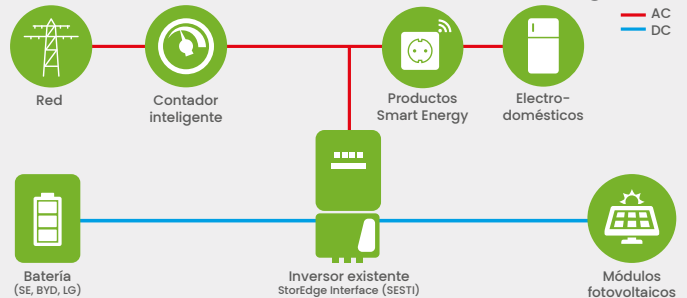 AC
DC
Red
Contador
inteligente
Productos
Smart Energy
Electro-
domésticos
Batería
(SE, BYD, LG)
Inversor existente
StorEdge Interface (SESTI)
Módulos
fotovoltaicos